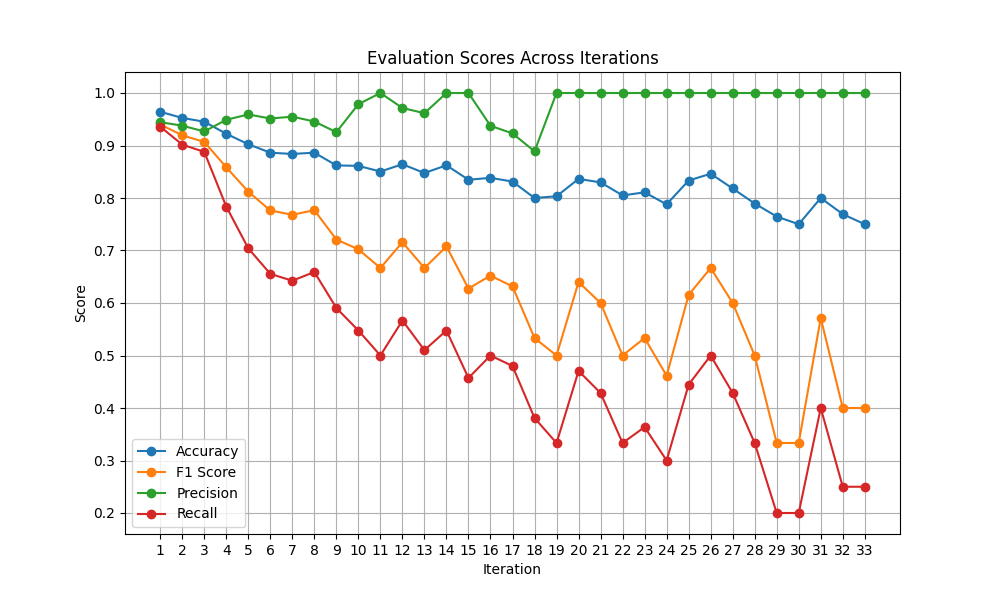 Evaluation Scores Across Iterations
Score
1.0
0.9
0.8
0.7
0.6
0.5
0.4
0.3
0.2
Accuracy
F1 Score
Precision
Recall
1 2 3 4 5 6 7 8 9 10 11 12 13 14 15 16 17 18 19 20 21 22 23 24 25 26 27 28 29 30 31 32 33
Iteration